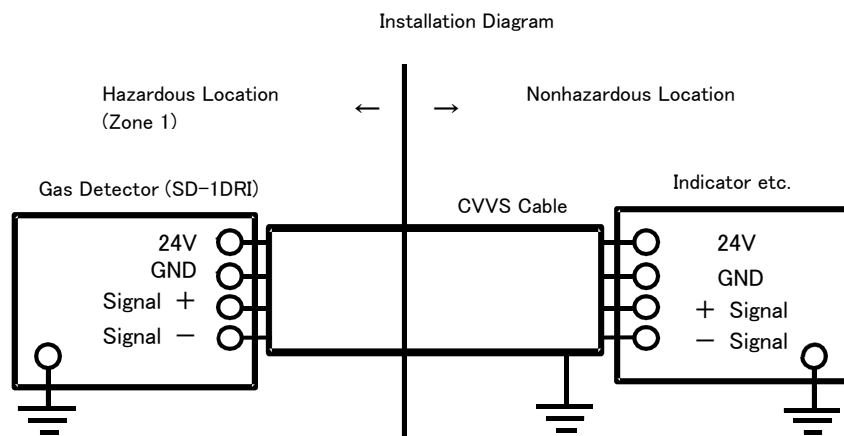 Installation Diagram
Hazardous Location
(Zone 1)
← →
Nonhazardous Location
Gas Detector (SD-1DRI)
CVVS Cable
Indicator etc.
24V
GND
Signal +
Signal -
24V
GND
+ Signal
- Signal